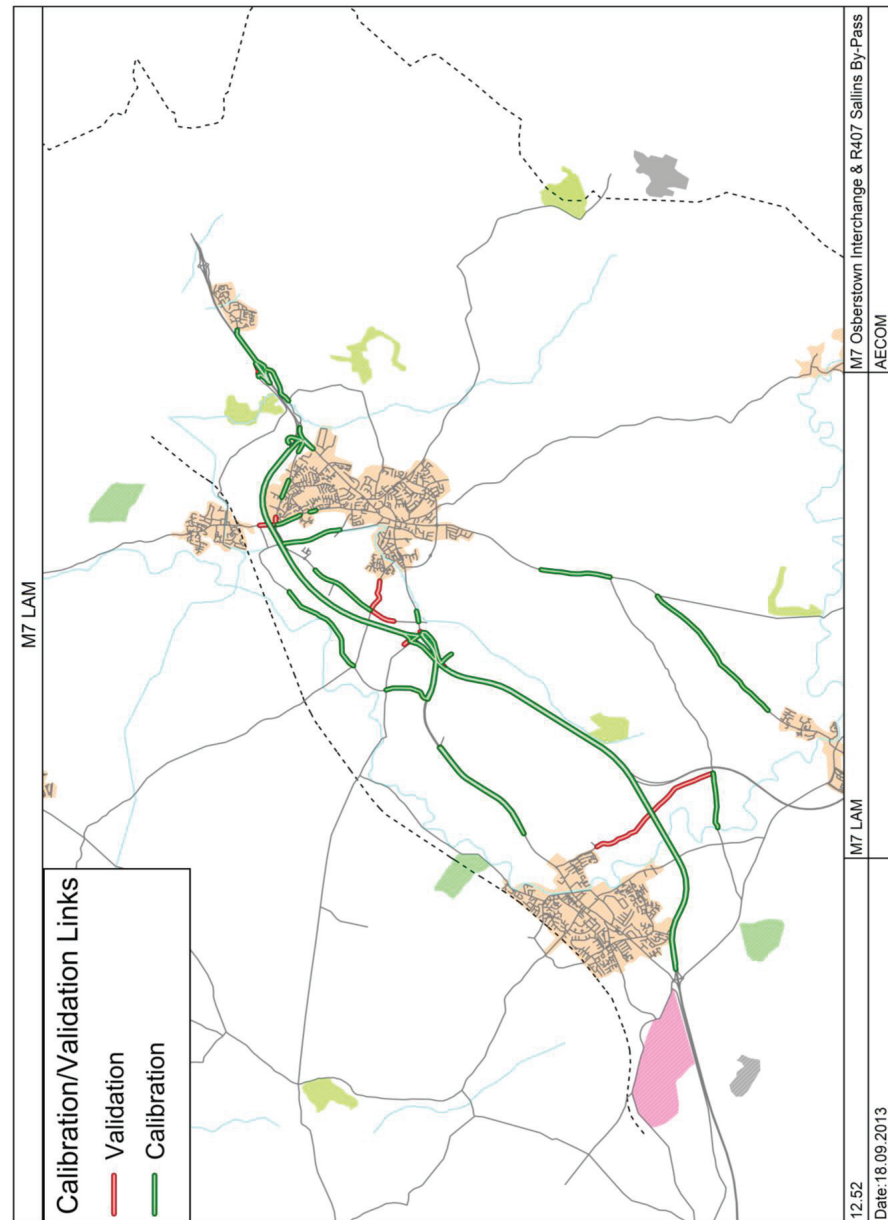 M7 LAM
Calibration/Validation Links
Validation
Calibration
12.52
M7 LAM
M7 Osberstown Interchange & R407 Sallins By-Pass
Date:18.09.2013
AECOM